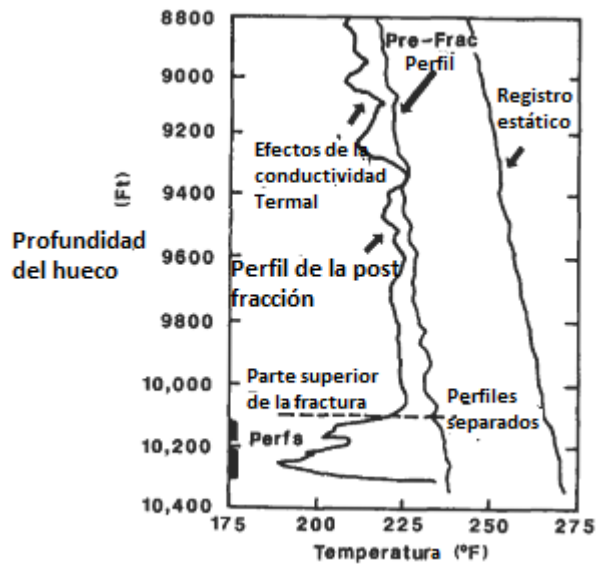 8800
Pre-Frac
Perfil
9000
Registro
estático
9200
Efectos de la
conductividad
Termal
(Ft)
9400
Profundidad
del hueco
9600
Perfil de la post
fracción
9800
Parte superior
de la fractura
10,000
Perfiles
separados
Perfs
10,200
10,400
175
200
225
250
275
Temperatura (°F)